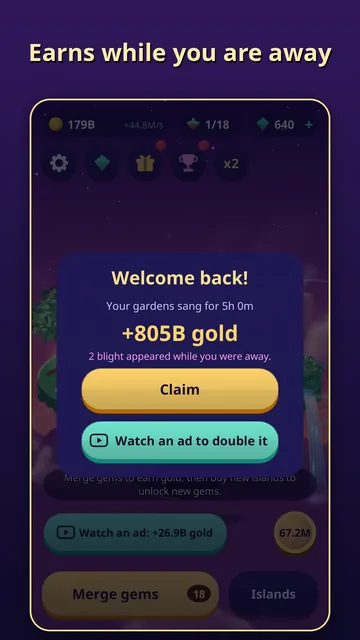 Earns while you are away
179B +44.8M/s 1/18 640 +
x2
Welcome back!
Your gardens sang for 5h 0m
+805B gold
2 blight appeared while you were away.
Claim
Watch an ad to double it
Merge gems to earn gold, then buy new islands to
unlock new gems.
Watch an ad: +26.9B gold 67.2M
Merge gems 18 Islands